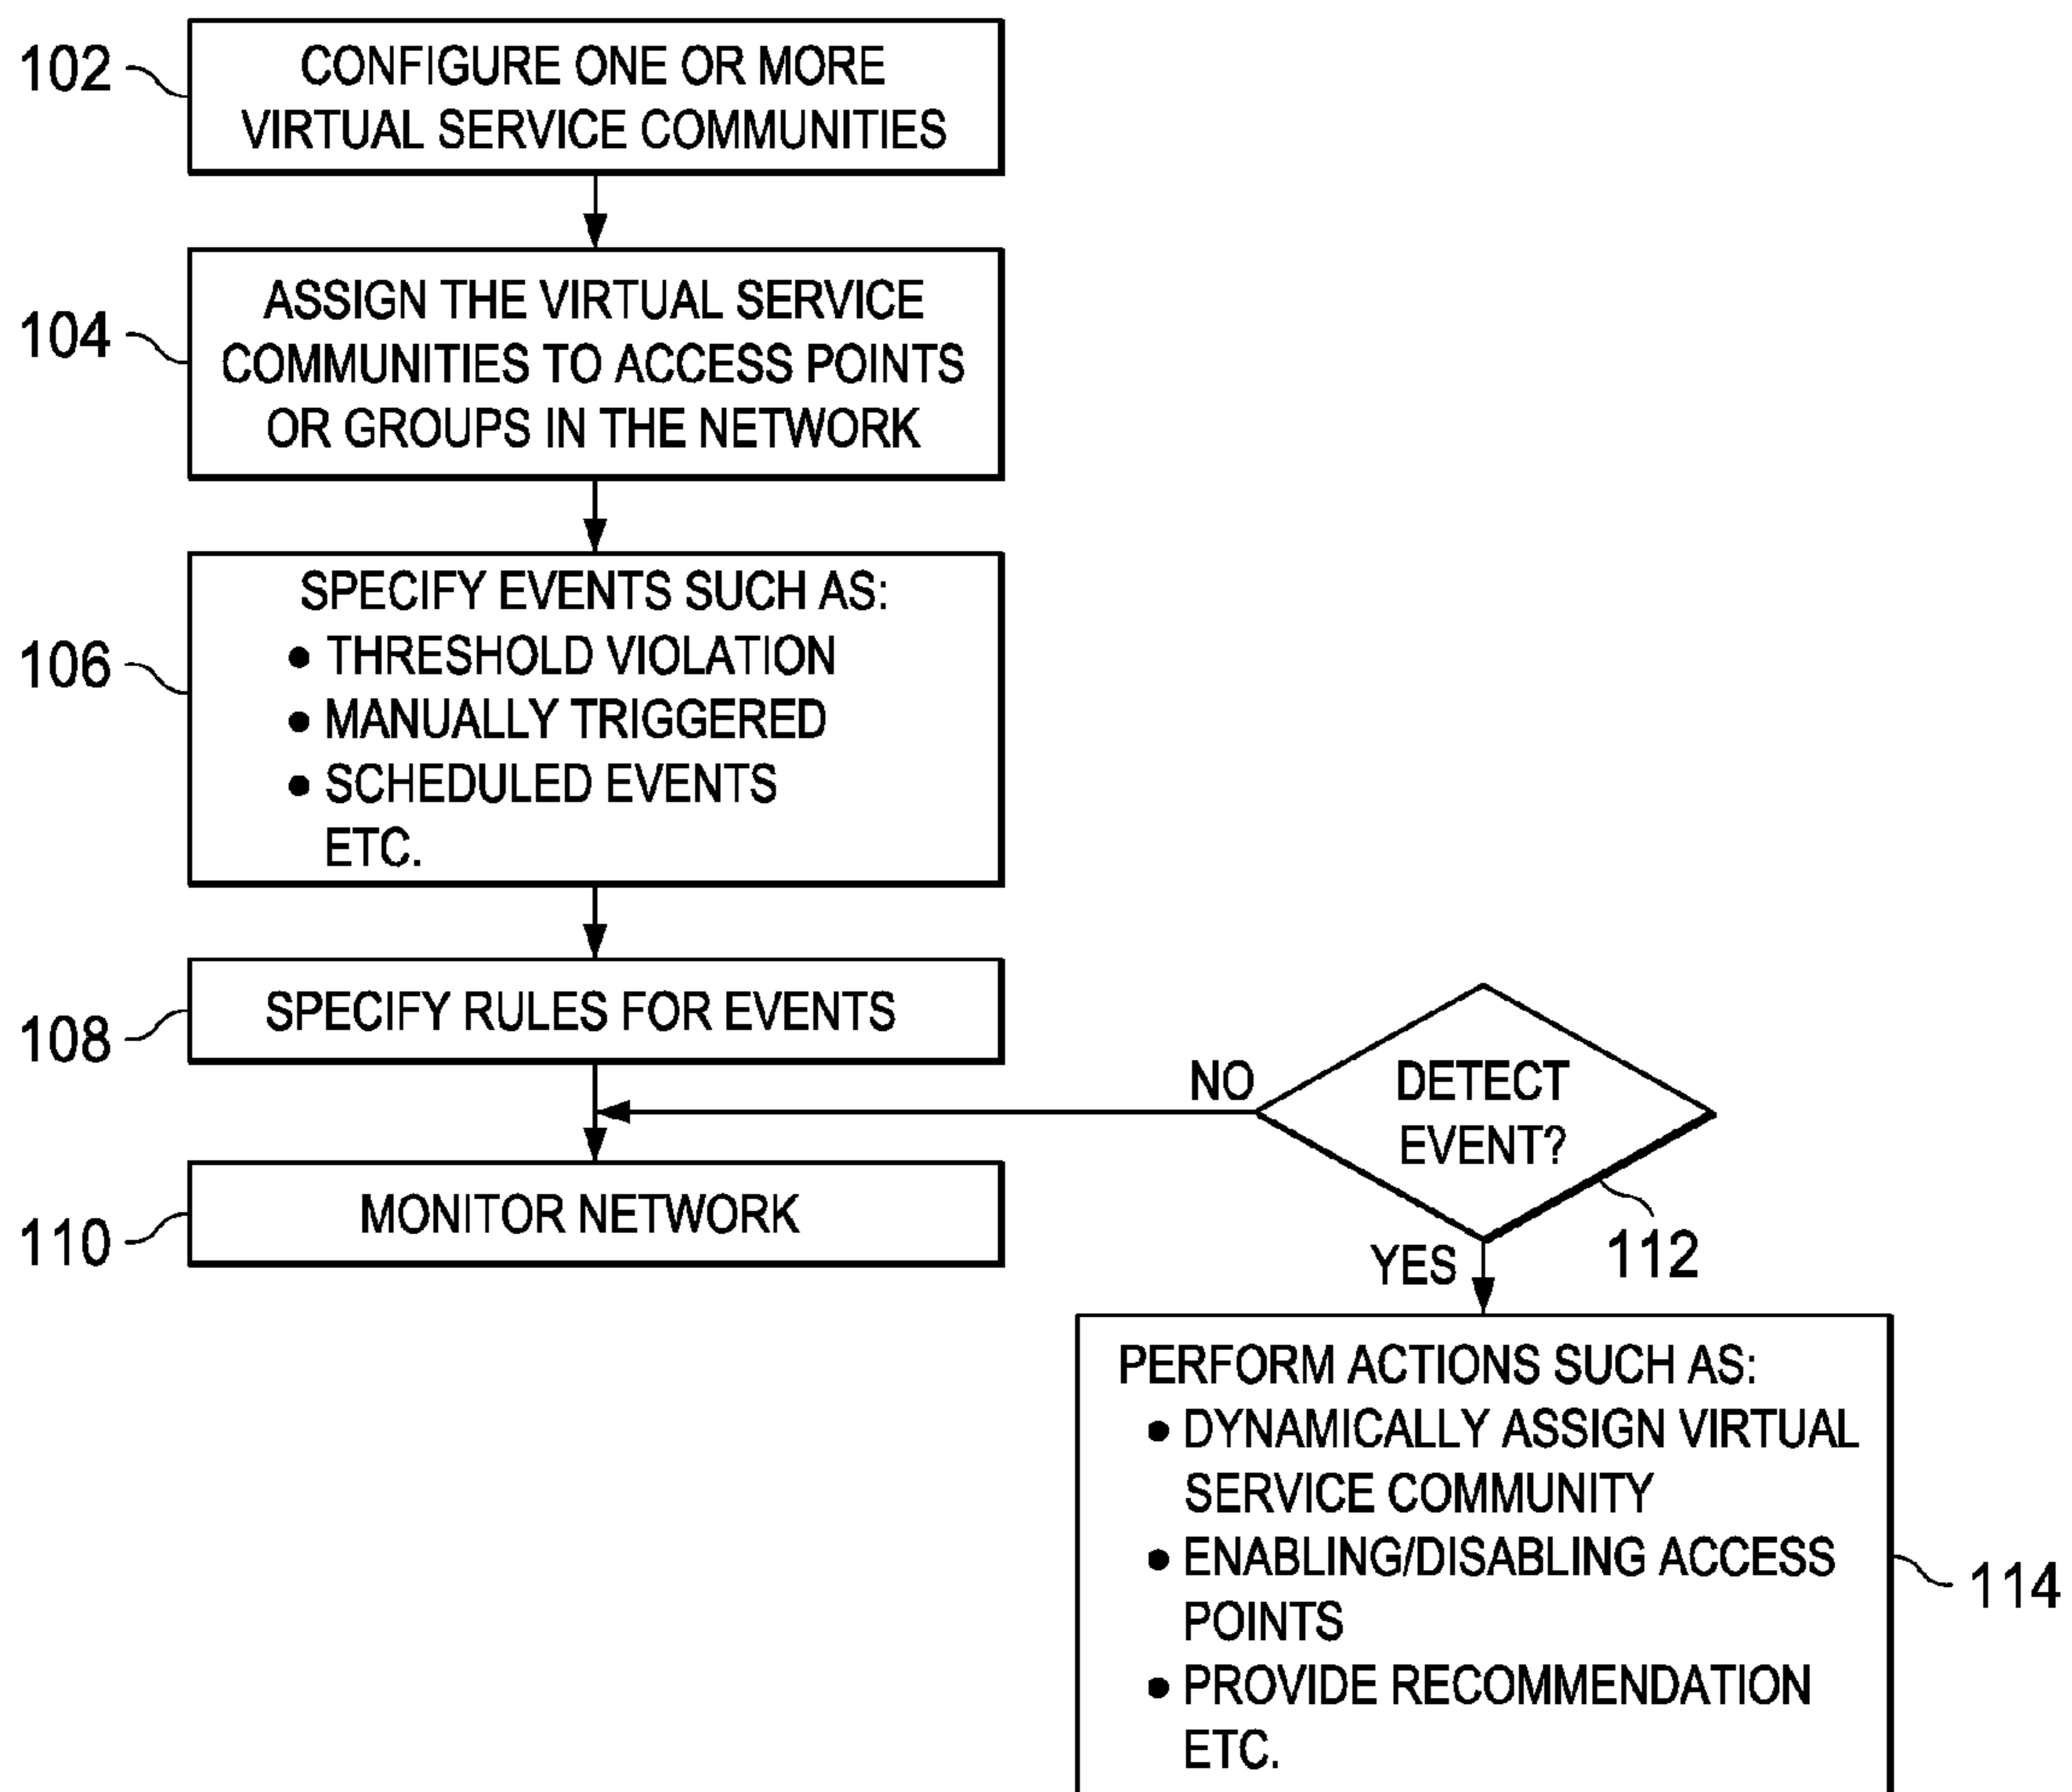 102
CONFIGURE ONE OR MORE
VIRTUAL SERVICE COMMUNITIES
104
ASSIGN THE VIRTUAL SERVICE
COMMUNITIES TO ACCESS POINTS
OR GROUPS IN THE NETWORK
106
SPECIFY EVENTS SUCH AS:
● THRESHOLD VIOLATION
● MANUALLY TRIGGERED
● SCHEDULED EVENTS
ETC.
108
SPECIFY RULES FOR EVENTS
110
MONITOR NETWORK
NO
DETECT
EVENT?
112
YES
PERFORM ACTIONS SUCH AS:
● DYNAMICALLY ASSIGN VIRTUAL
SERVICE COMMUNITY
● ENABLING/DISABLING ACCESS
POINTS
● PROVIDE RECOMMENDATION
ETC.
114